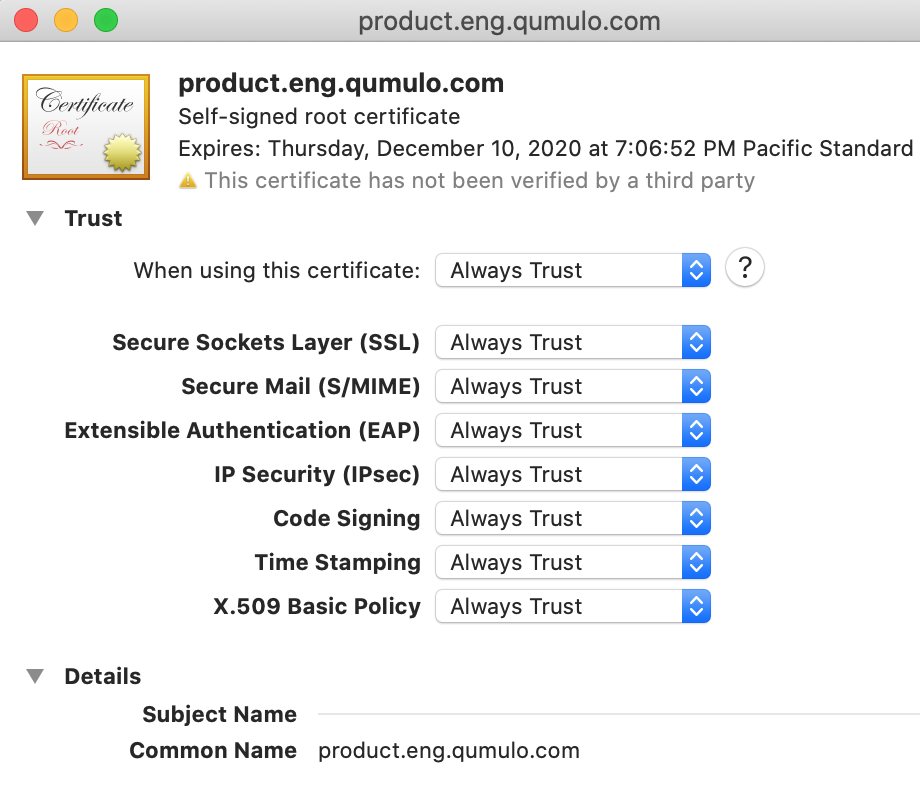 product.eng.qumulo.com
Certificate
Root
product.eng.qumulo.com
Self-signed root certificate
Expires: Thursday, December 10, 2020 at 7:06:52 PM Pacific Standard
This certificate has not been verified by a third party
Trust
When using this certificate: Always Trust ?
Secure Sockets Layer (SSL) Always Trust
Secure Mail (S/MIME) Always Trust
Extensible Authentication (EAP) Always Trust
IP Security (IPsec) Always Trust
Code Signing Always Trust
Time Stamping Always Trust
X.509 Basic Policy Always Trust
Details
Subject Name
Common Name product.eng.qumulo.com